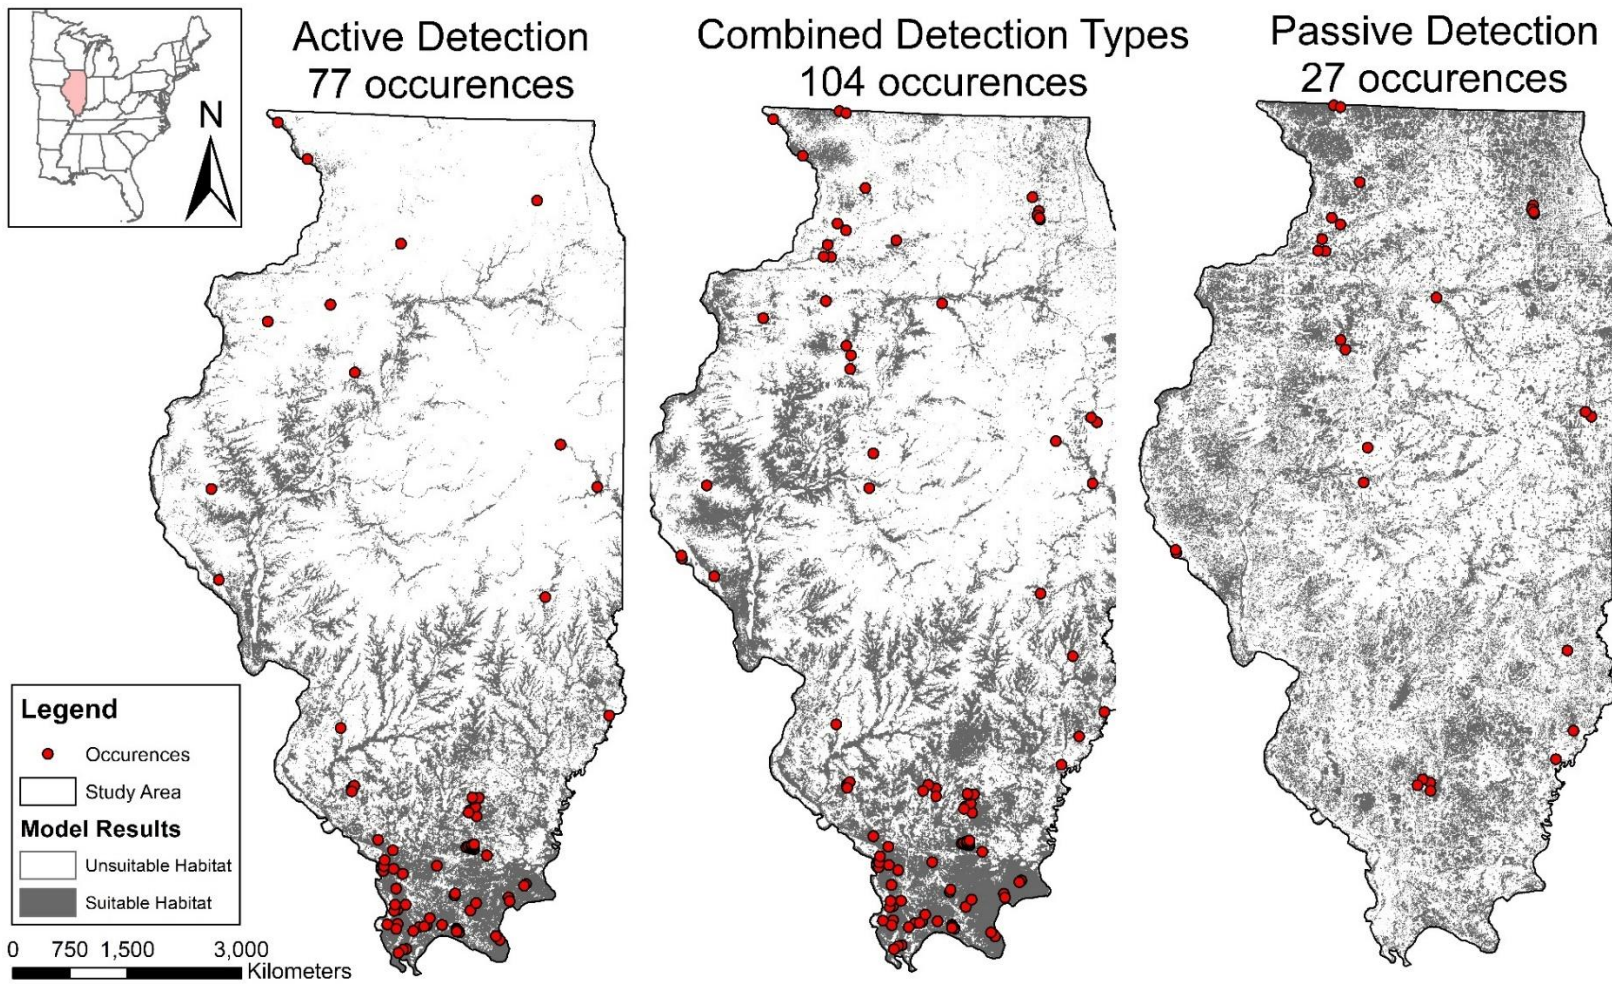 Active Detection
77 occurences
Combined Detection Types
104 occurences
Passive Detection
27 occurences
N
Legend
Occurences
Study Area
Model Results
Unsuitable Habitat
Suitable Habitat
0 750 1,500 3,000
Kilometers